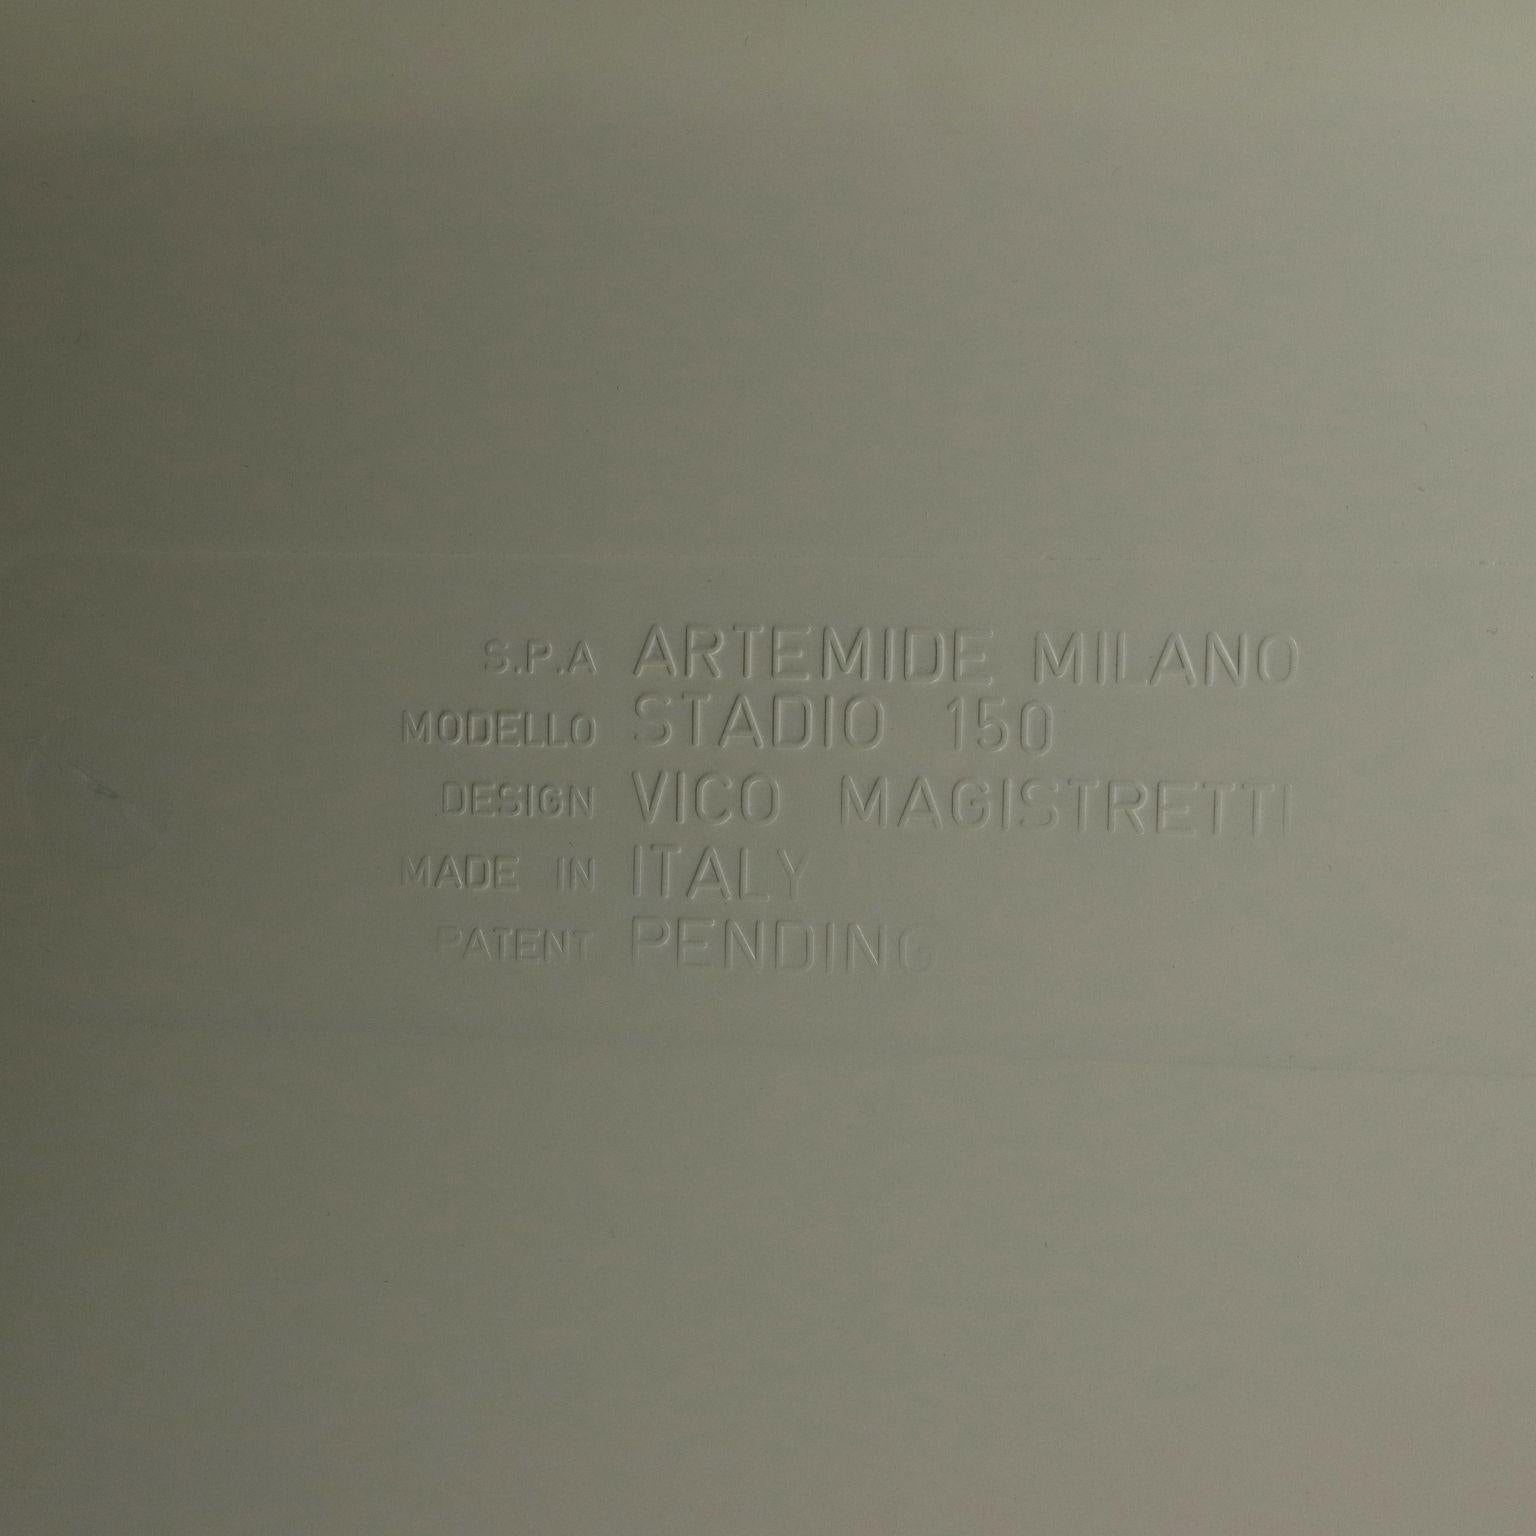 S.P.A ARTEMIDE MILANO
MODELLO STADIO 150
DESIGN VICO MAGISTRETTI
MADE IN ITALY
PATENT PENDING